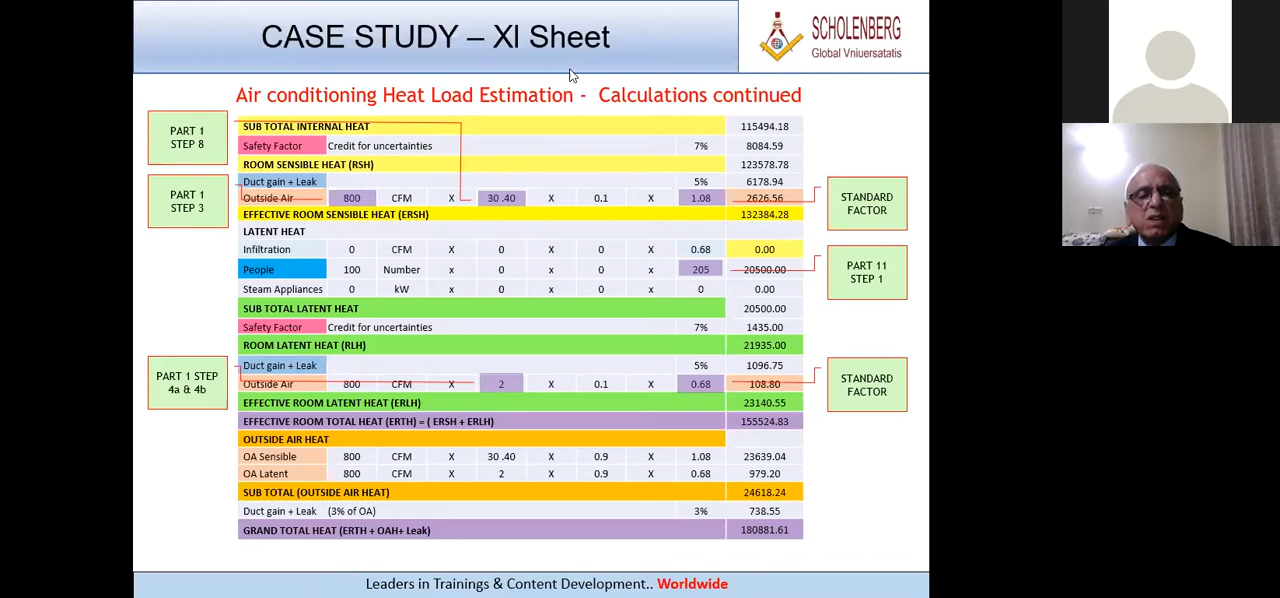 CASE STUDY – XI Sheet
SCHOLENBERG
Global Vniuersatatis
Air conditioning Heat Load Estimation - Calculations continued
PART 1
STEP 8
PART 1
STEP 3
PART 1 STEP
4a & 4b
SUB TOTAL INTERNAL HEAT 115494.18
Safety Factor Credit for uncertainties 7% 8084.59
ROOM SENSIBLE HEAT (RSH) 123578.78
Duct gain + Leak 5% 6178.94
Outside Air 800 CFM X 30 .40 X 0.1 X 1.08 2626.56
EFFECTIVE ROOM SENSIBLE HEAT (ERSH) 132384.28
LATENT HEAT
Infiltration 0 CFM X 0 X 0 X 0.68 0.00
People 100 Number x 0 x 0 x 205 20500.00
Steam Appliances 0 kW x 0 x 0 x 0 0.00
SUB TOTAL LATENT HEAT 20500.00
Safety Factor Credit for uncertainties 7% 1435.00
ROOM LATENT HEAT (RLH) 21935.00
Duct gain + Leak 5% 1096.75
Outside Air 800 CFM X 2 X 0.1 X 0.68 108.80
EFFECTIVE ROOM LATENT HEAT (ERLH) 23140.55
EFFECTIVE ROOM TOTAL HEAT (ERTH) = ( ERSH + ERLH) 155524.83
OUTSIDE AIR HEAT
OA Sensible 800 CFM X 30 .40 X 0.9 X 1.08 23639.04
OA Latent 800 CFM X 2 X 0.9 X 0.68 979.20
SUB TOTAL (OUTSIDE AIR HEAT) 24618.24
Duct gain + Leak (3% of OA) 3% 738.55
GRAND TOTAL HEAT (ERTH + OAH+ Leak) 180881.61
STANDARD
FACTOR
PART 11
STEP 1
STANDARD
FACTOR
Leaders in Trainings & Content Development.. Worldwide